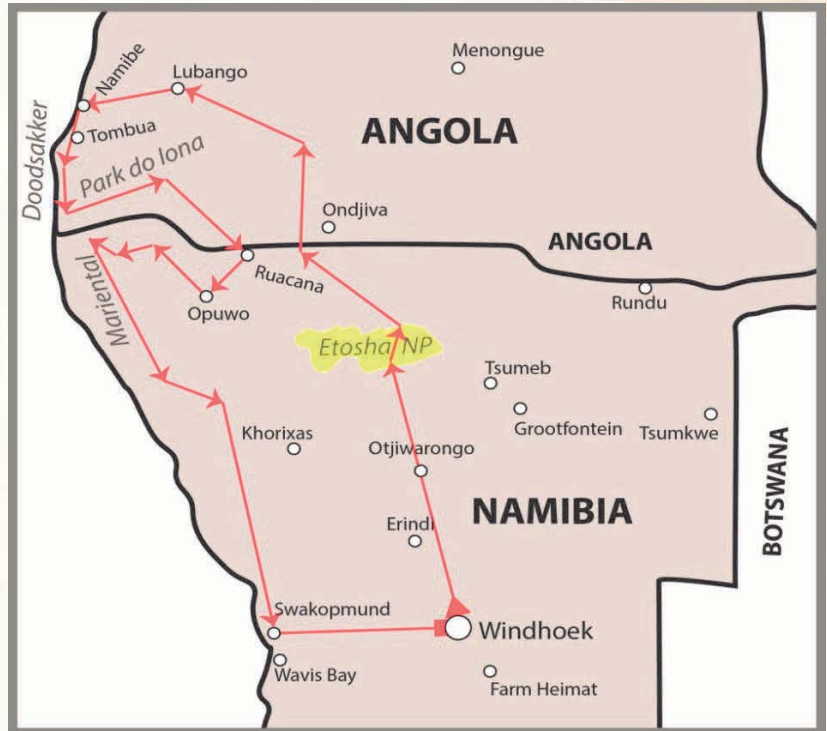 Menongue
Lubango
Namibe
Tombua
Doodsakker
Park do Iona
ANGOLA
Ondjiva
ANGOLA
Ruacana
Rundu
Opuwo
Mariental
Etosha NP
Tsumeb
Grootfontein
Tsumkwe
Khorixas
Otjiwarongo
NAMIBIA
BOTSWANA
Erindi
Swakopmund
Windhoek
Wavis Bay
Farm Heimat